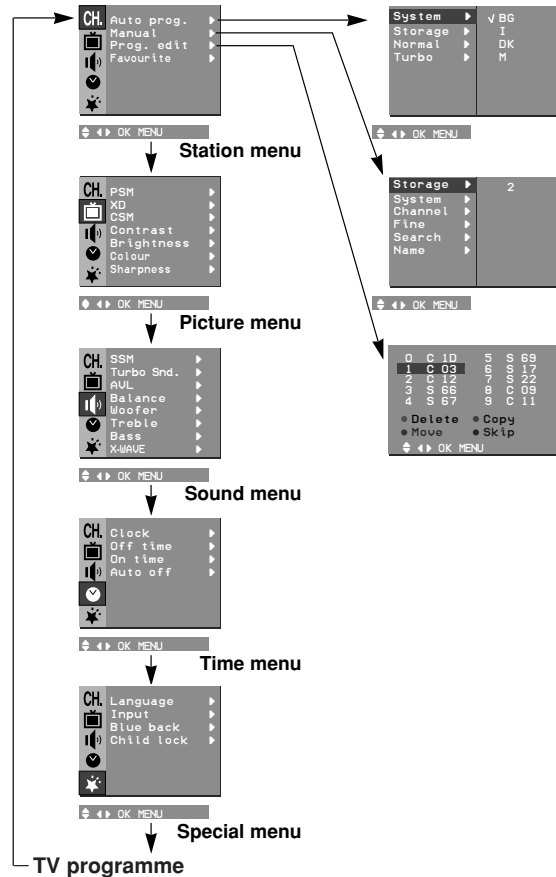 CH.
Auto prog.
Manual
Prog. edit
Favourite
OK MENU
Station menu
System
Storage
Normal
Turbo
√ BG
I
DK
M
OK MENU
Storage
System
Channel
Fine
Search
Name
2
OK MENU
0 C 1D 5 S 69
1 C 03 6 S 17
2 C 12 7 S 22
3 S 66 8 C 09
4 S 67 9 C 11
Delete Copy
Move Skip
OK MENU
CH.
PSM
XD
CSM
Contrast
Brightness
Colour
Sharpness
OK MENU
Picture menu
CH.
SSM
Turbo Snd.
AVL
Balance
Woofer
Treble
Bass
X-WAVE
OK MENU
Sound menu
CH.
Clock
Off time
On time
Auto off
OK MENU
Time menu
CH.
Language
Input
Blue back
Child lock
OK MENU
Special menu
TV programme